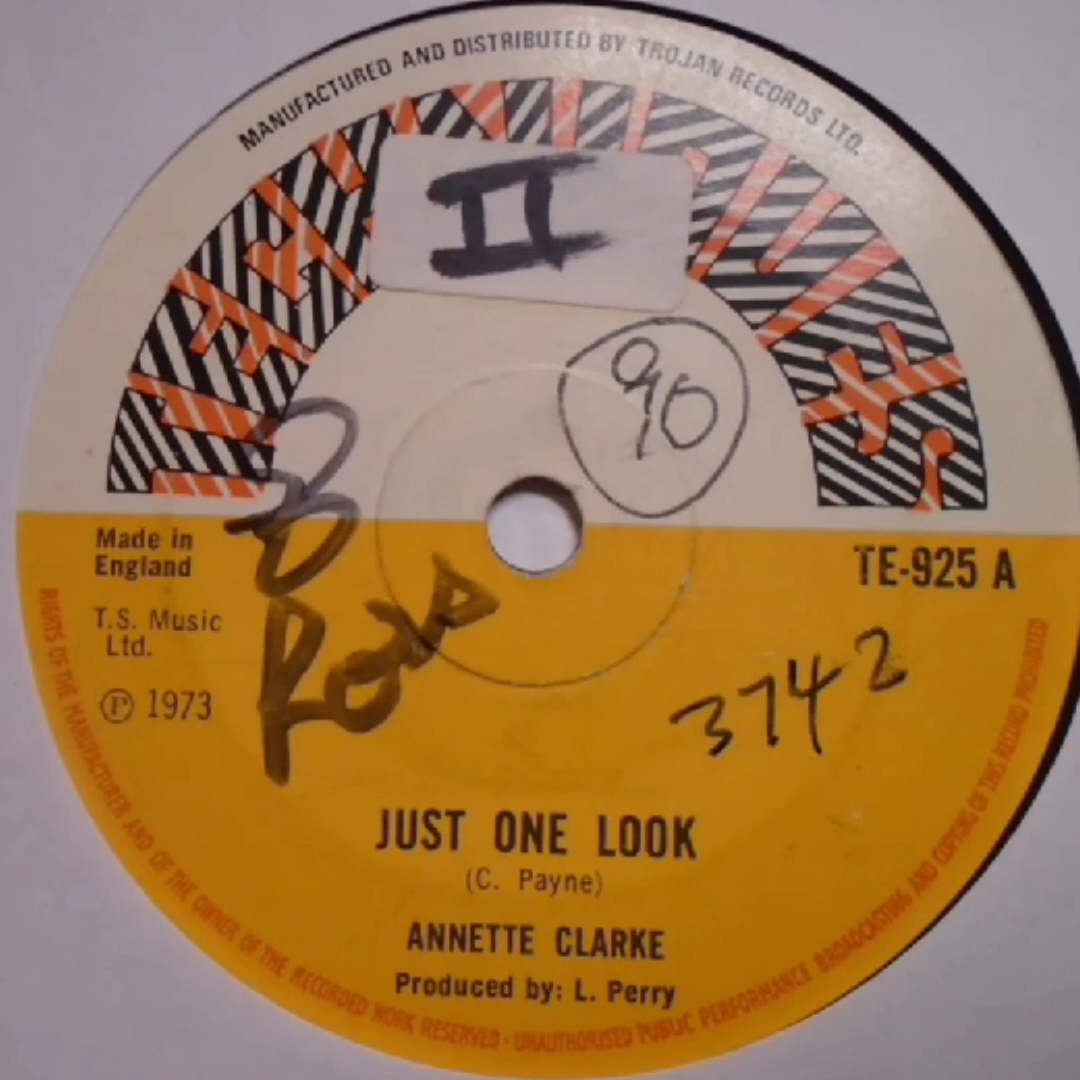 MANUFACTURED AND DISTRIBUTED BY TROJAN RECORDS LTD.
II
90
Made in
England
T.S. Music
Ltd.
℗ 1973
TE-925 A
3742
JUST ONE LOOK
(C. Payne)
ANNETTE CLARKE
Produced by: L. Perry
RIGHTS OF THE MANUFACTURER AND OF THE OWNER OF THE RECORDED WORK RESERVED · UNAUTHORISED PUBLIC PERFORMANCE BROADCASTING AND COPYING OF THIS RECORD PROHIBITED